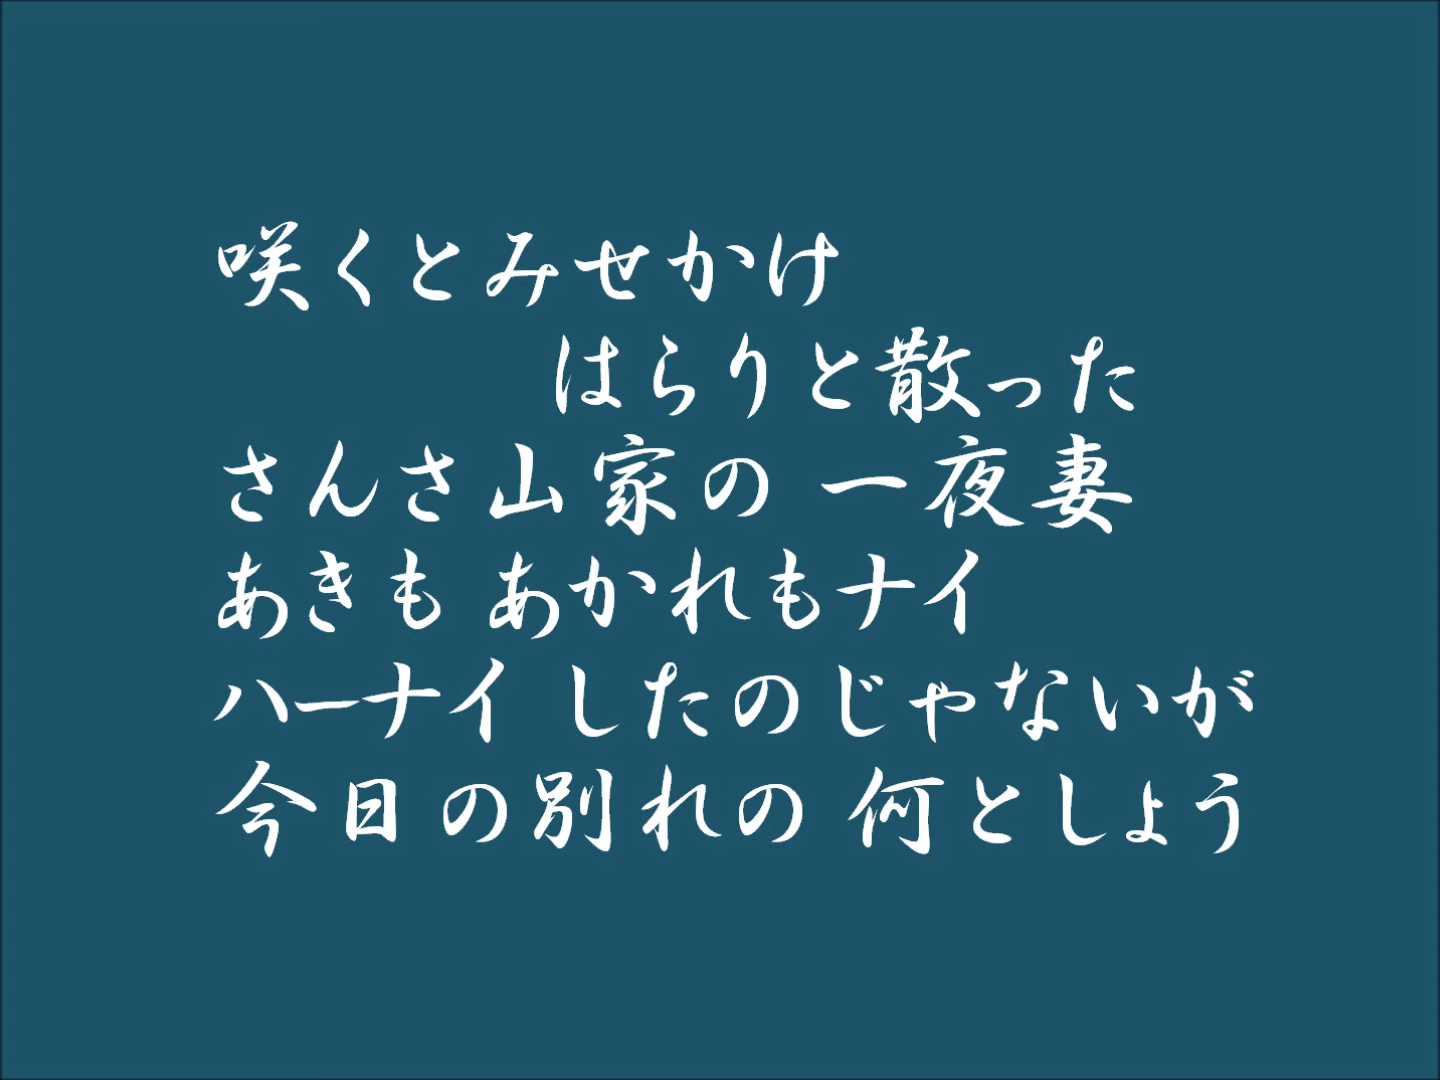 咲くとみせかけ
はらりと散った
さんさ山家の 一夜妻
あきも あかれもナイ
ハーナイ したのじゃないが
今日の別れの 何としょう